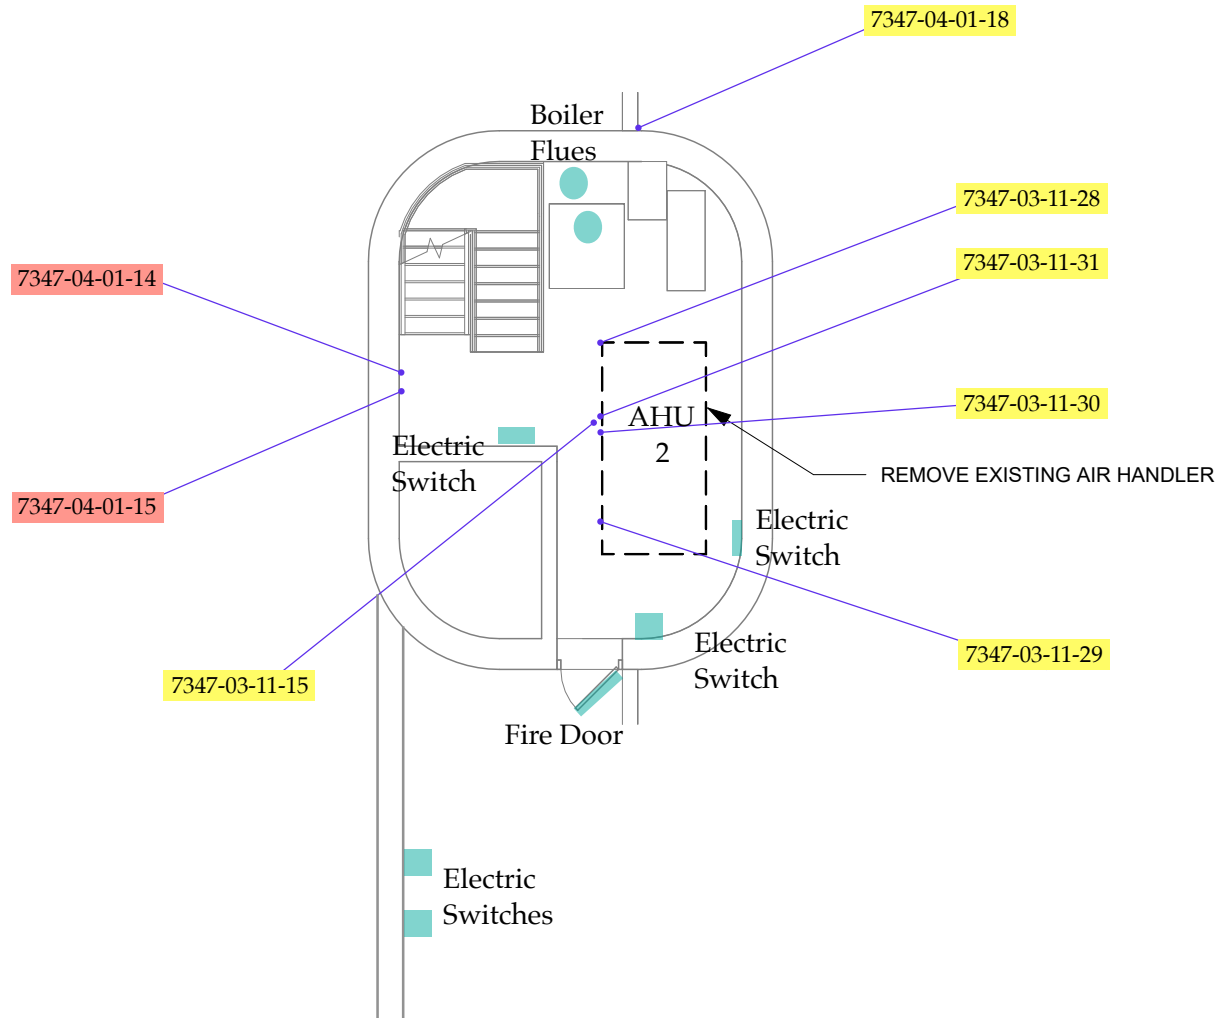 7347-04-01-18
Boiler
Flues
7347-03-11-28
7347-03-11-31
7347-04-01-14
7347-03-11-30
AHU
2
Electric
Switch
REMOVE EXISTING AIR HANDLER
7347-04-01-15
Electric
Switch
Electric
Switch
7347-03-11-29
7347-03-11-15
Fire Door
Electric
Switches